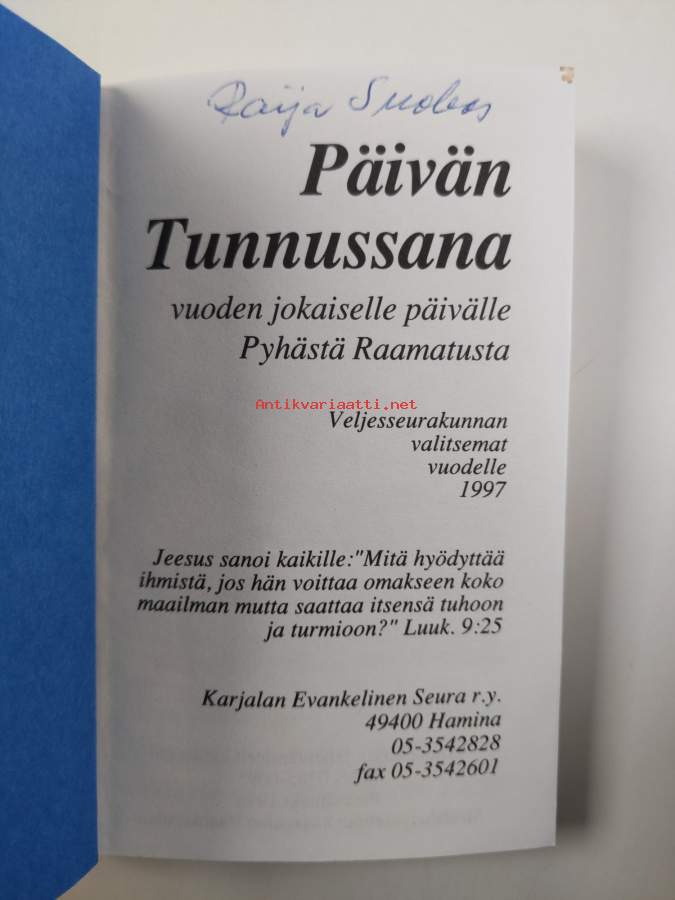 Raija
Päivän
Tunnussana
vuoden jokaiselle päivälle
Pyhästä Raamatusta
Antikvariaatti.net
Veljesseurakunnan
valitsemat
vuodelle
1997
Jeesus sanoi kaikille:"Mitä hyödyttää
ihmistä, jos hän voittaa omakseen koko
maailman mutta saattaa itsensä tuhoon
ja turmioon?" Luuk. 9:25
Karjalan Evankelinen Seura r.y.
49400 Hamina
05-3542828
fax 05-3542601